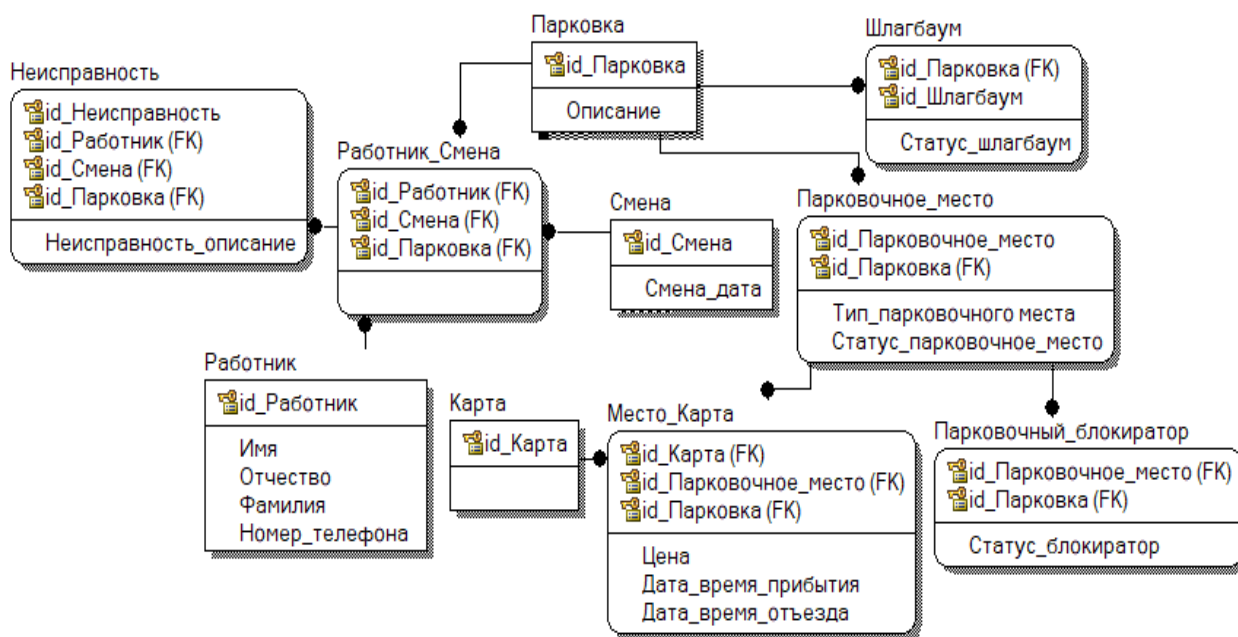 Неисправность
id_Неисправность
id_Работник (FK)
id_Смена (FK)
id_Парковка (FK)
Неисправность_описание
Парковка
id_Парковка
Описание
Шлагбаум
id_Парковка (FK)
id_Шлагбаум
Статус_шлагбаум
Работник_Смена
id_Работник (FK)
id_Смена (FK)
id_Парковка (FK)
Смена
id_Смена
Смена_дата
Парковочное_место
id_Парковочное_место
id_Парковка (FK)
Тип_парковочного места
Статус_парковочное_место
Работник
id_Работник
Имя
Отчество
Фамилия
Номер_телефона
Карта
id_Карта
Место_Карта
id_Карта (FK)
id_Парковочное_место (FK)
id_Парковка (FK)
Цена
Дата_время_прибытия
Дата_время_отъезда
Парковочный_блокиратор
id_Парковочное_место (FK)
id_Парковка (FK)
Статус_блокиратор